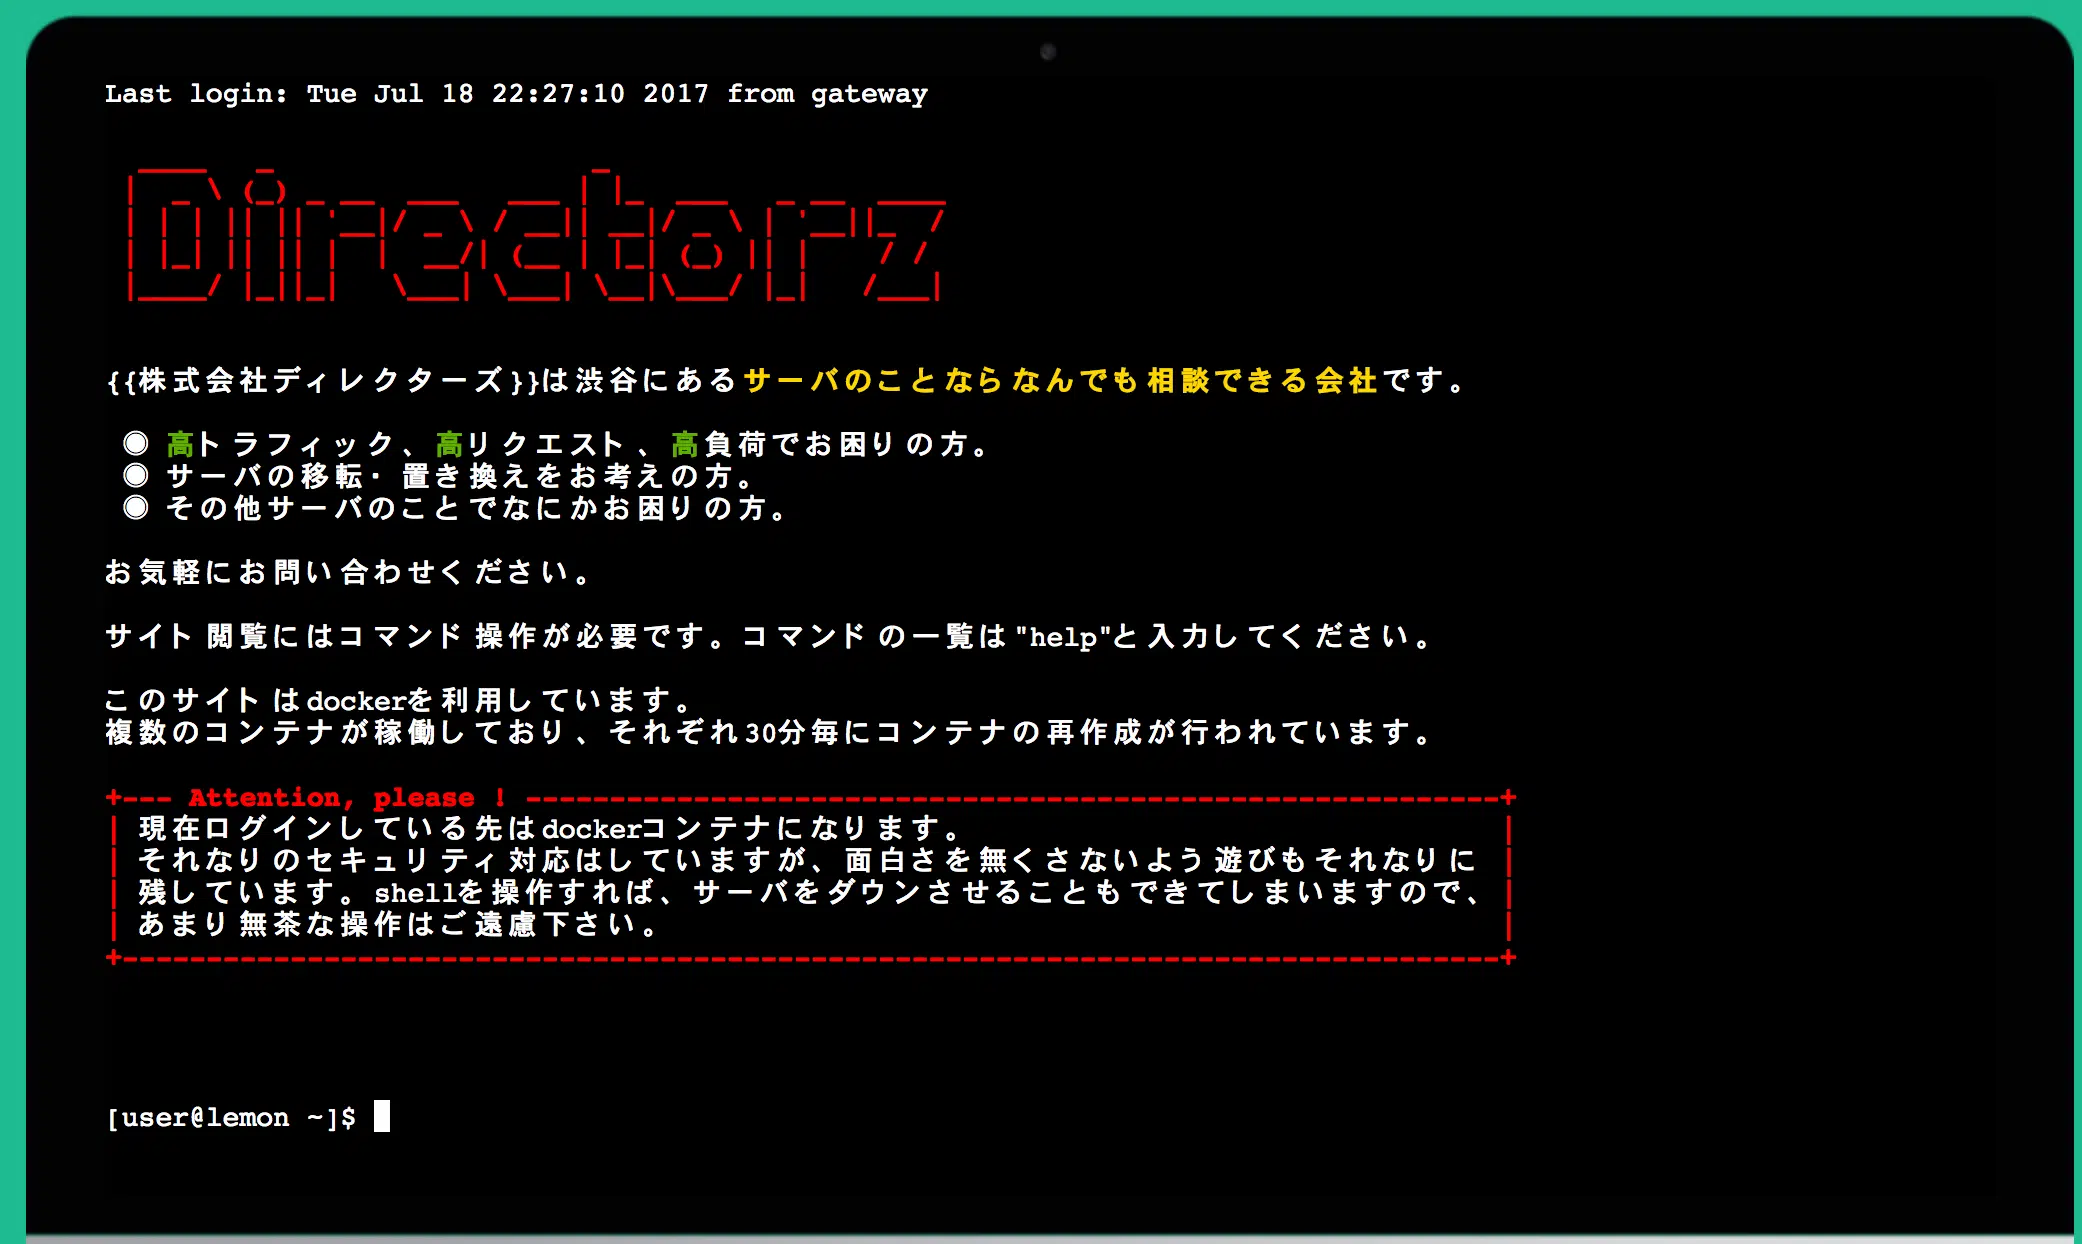 Last login: Tue Jul 18 22:27:10 2017 from gateway
Directorz
{{株式会社ディレクターズ}}は渋谷にあるサーバのことならなんでも相談できる会社です。
◉ 高トラフィック、高リクエスト、高負荷でお困りの方。
◉ サーバの移転・置き換えをお考えの方。
◉ その他サーバのことでなにかお困りの方。
お気軽にお問い合わせください。
サイト閲覧にはコマンド操作が必要です。コマンドの一覧は"help"と入力してください。
このサイトはdockerを利用しています。
複数のコンテナが稼働しており、それぞれ30分毎にコンテナの再作成が行われています。
+--- Attention, please ! ----------------------------------------------------------+
| 現在ログインしている先はdockerコンテナになります。 |
| それなりのセキュリティ対応はしていますが、面白さを無くさないよう遊びもそれなりに |
| 残しています。shellを操作すれば、サーバをダウンさせることもできてしまいますので、 |
| あまり無茶な操作はご遠慮下さい。 |
+----------------------------------------------------------------------------------+
[user@lemon ~]$